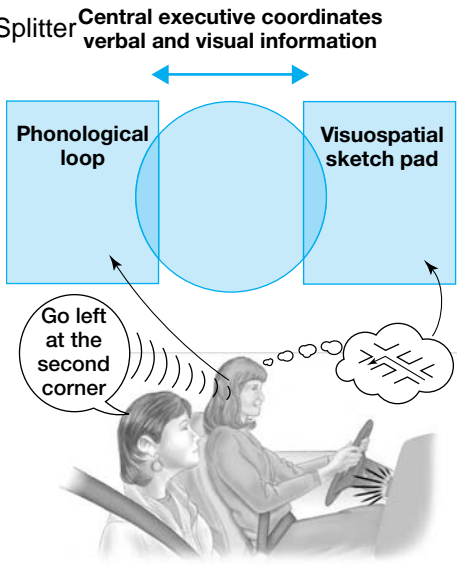 Splitter
Central executive coordinates
verbal and visual information
Phonological
loop
Visuospatial
sketch pad
Go left
at the
second
corner